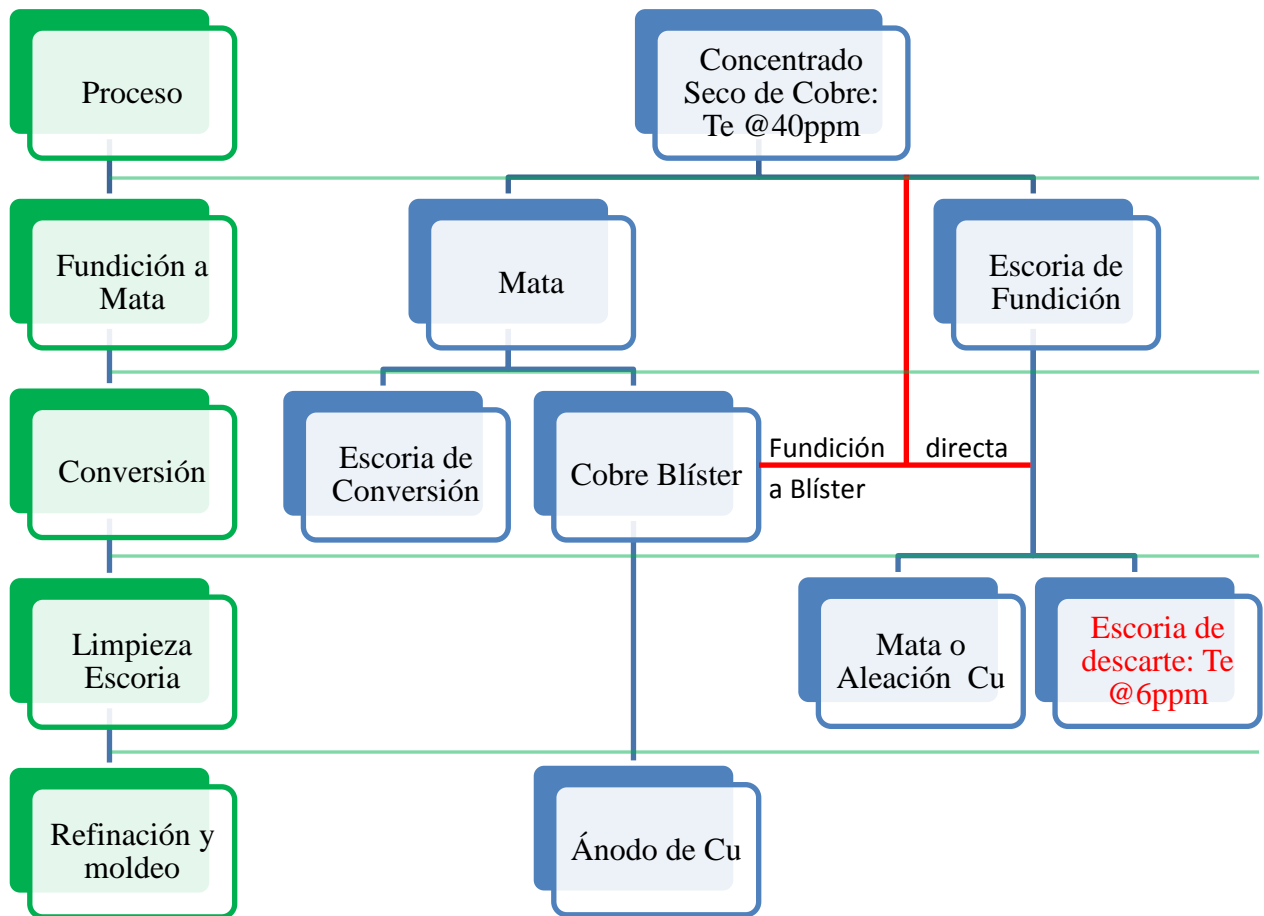 Proceso
Concentrado
Seco de Cobre:
Te @40ppm
Fundición a
Mata
Mata
Escoria de
Fundición
Conversión
Escoria de
Conversión
Cobre Blíster
Fundición directa
a Blíster
Limpieza
Escoria
Mata o
Aleación Cu
Escoria de
descarte: Te
@6ppm
Refinación y
moldeo
Ánodo de Cu